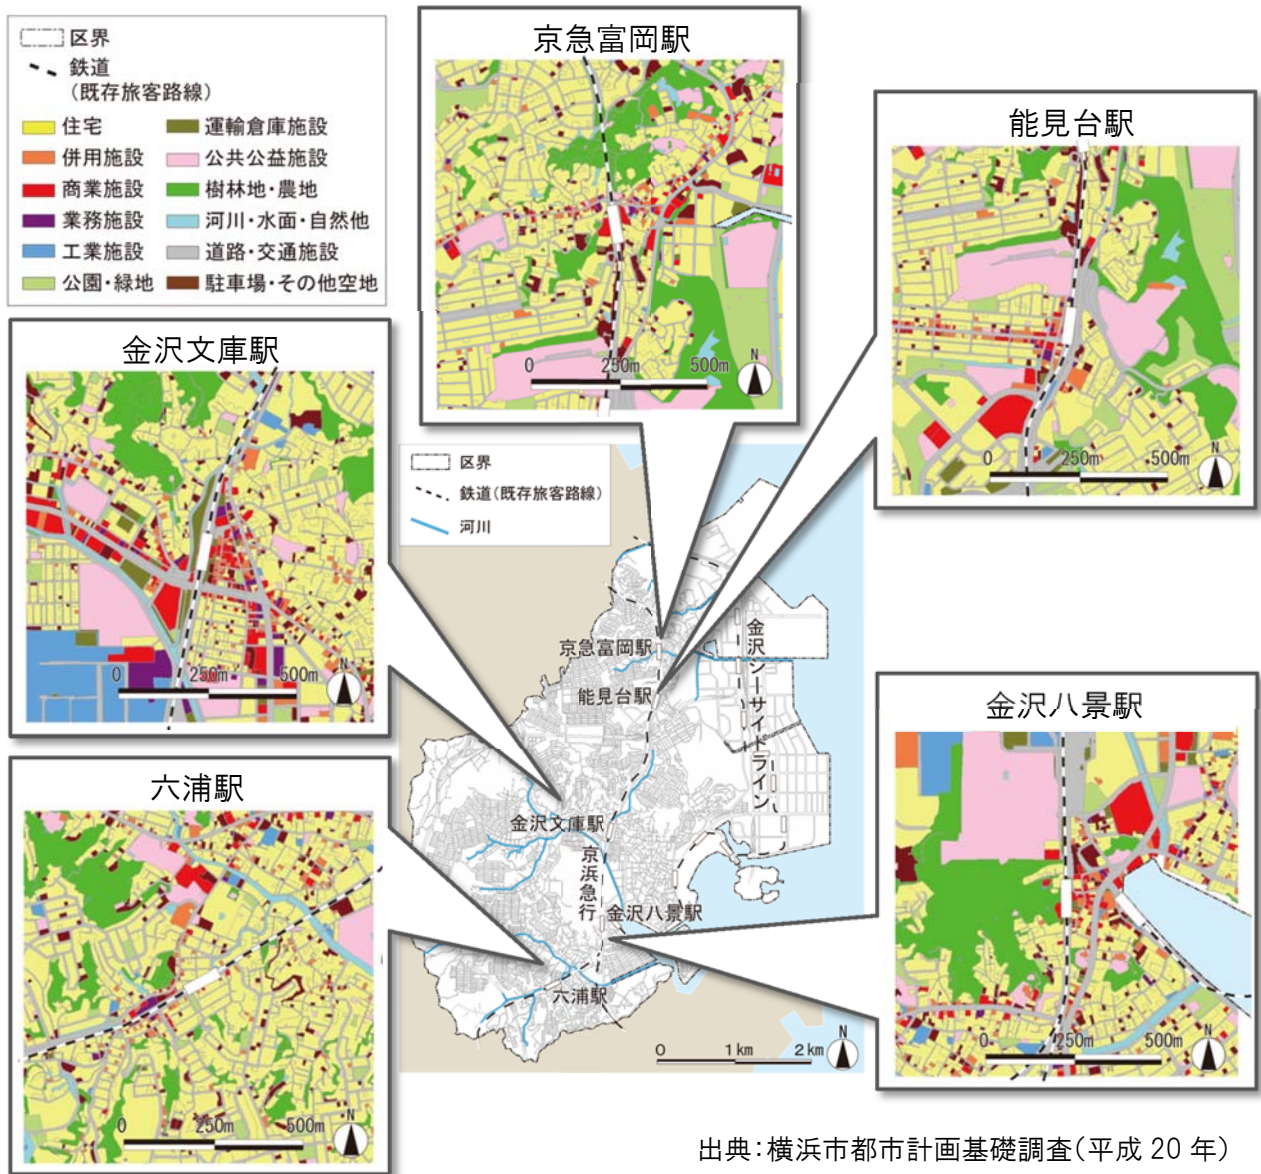 区界
鉄道
(既存旅客路線)
住宅
併用施設
商業施設
業務施設
工業施設
公園・緑地
運輸倉庫施設
公共公益施設
樹林地・農地
河川・水面・自然他
道路・交通施設
駐車場・その他空地
京急富岡駅
0 250m 500m
N
能見台駅
0 250m 500m
N
金沢文庫駅
0 250m 500m
N
区界
鉄道(既存旅客路線)
河川
京急富岡駅
能見台駅
金沢シーサイドライン
金沢文庫駅
京浜急行
金沢八景駅
六浦駅
0 1km 2km
N
六浦駅
0 250m 500m
N
金沢八景駅
0 250m 500m
N
出典:横浜市都市計画基礎調査(平成 20 年)